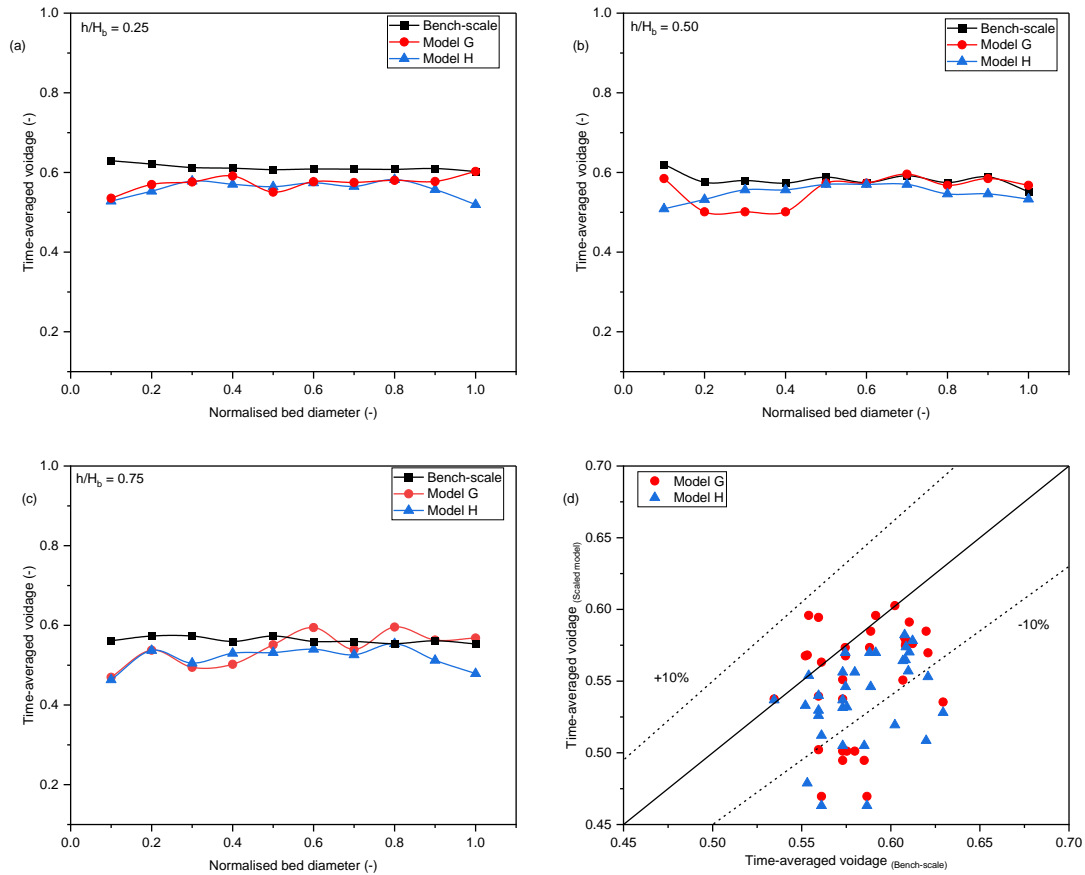 (a)
h/Hb = 0.25
Bench-scale
Model G
Model H
1.0
0.8
0.6
0.4
0.2
Time-averaged voidage (-)
0.0 0.2 0.4 0.6 0.8 1.0
Normalised bed diameter (-)
(b)
h/Hb = 0.50
Bench-scale
Model G
Model H
1.0
0.8
0.6
0.4
0.2
Time-averaged voidage (-)
0.0 0.2 0.4 0.6 0.8 1.0
Normalised bed diameter (-)
(c)
h/Hb = 0.75
Bench-scale
Model G
Model H
1.0
0.8
0.6
0.4
0.2
Time-averaged voidage (-)
0.0 0.2 0.4 0.6 0.8 1.0
Normalised bed diameter (-)
(d)
Model G
Model H
0.70
0.65
0.60
0.55
0.50
0.45
Time-averaged voidage (Scaled model)
+10%
-10%
0.45 0.50 0.55 0.60 0.65 0.70
Time-averaged voidage (Bench-scale)